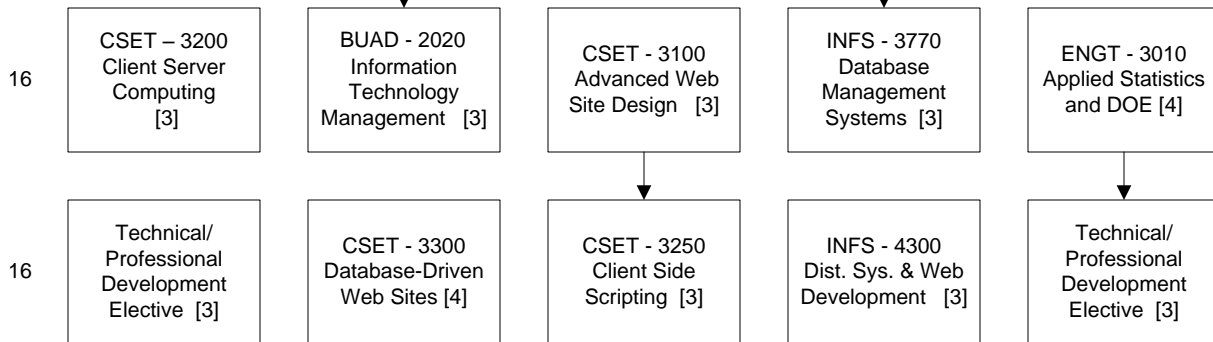 16
CSET – 3200
Client Server
Computing
[3]
BUAD - 2020
Information
Technology
Management [3]
CSET - 3100
Advanced Web
Site Design [3]
INFS - 3770
Database
Management
Systems [3]
ENGT - 3010
Applied Statistics
and DOE [4]
16
Technical/
Professional
Development
Elective [3]
CSET - 3300
Database-Driven
Web Sites [4]
CSET - 3250
Client Side
Scripting [3]
INFS - 4300
Dist. Sys. & Web
Development [3]
Technical/
Professional
Development
Elective [3]